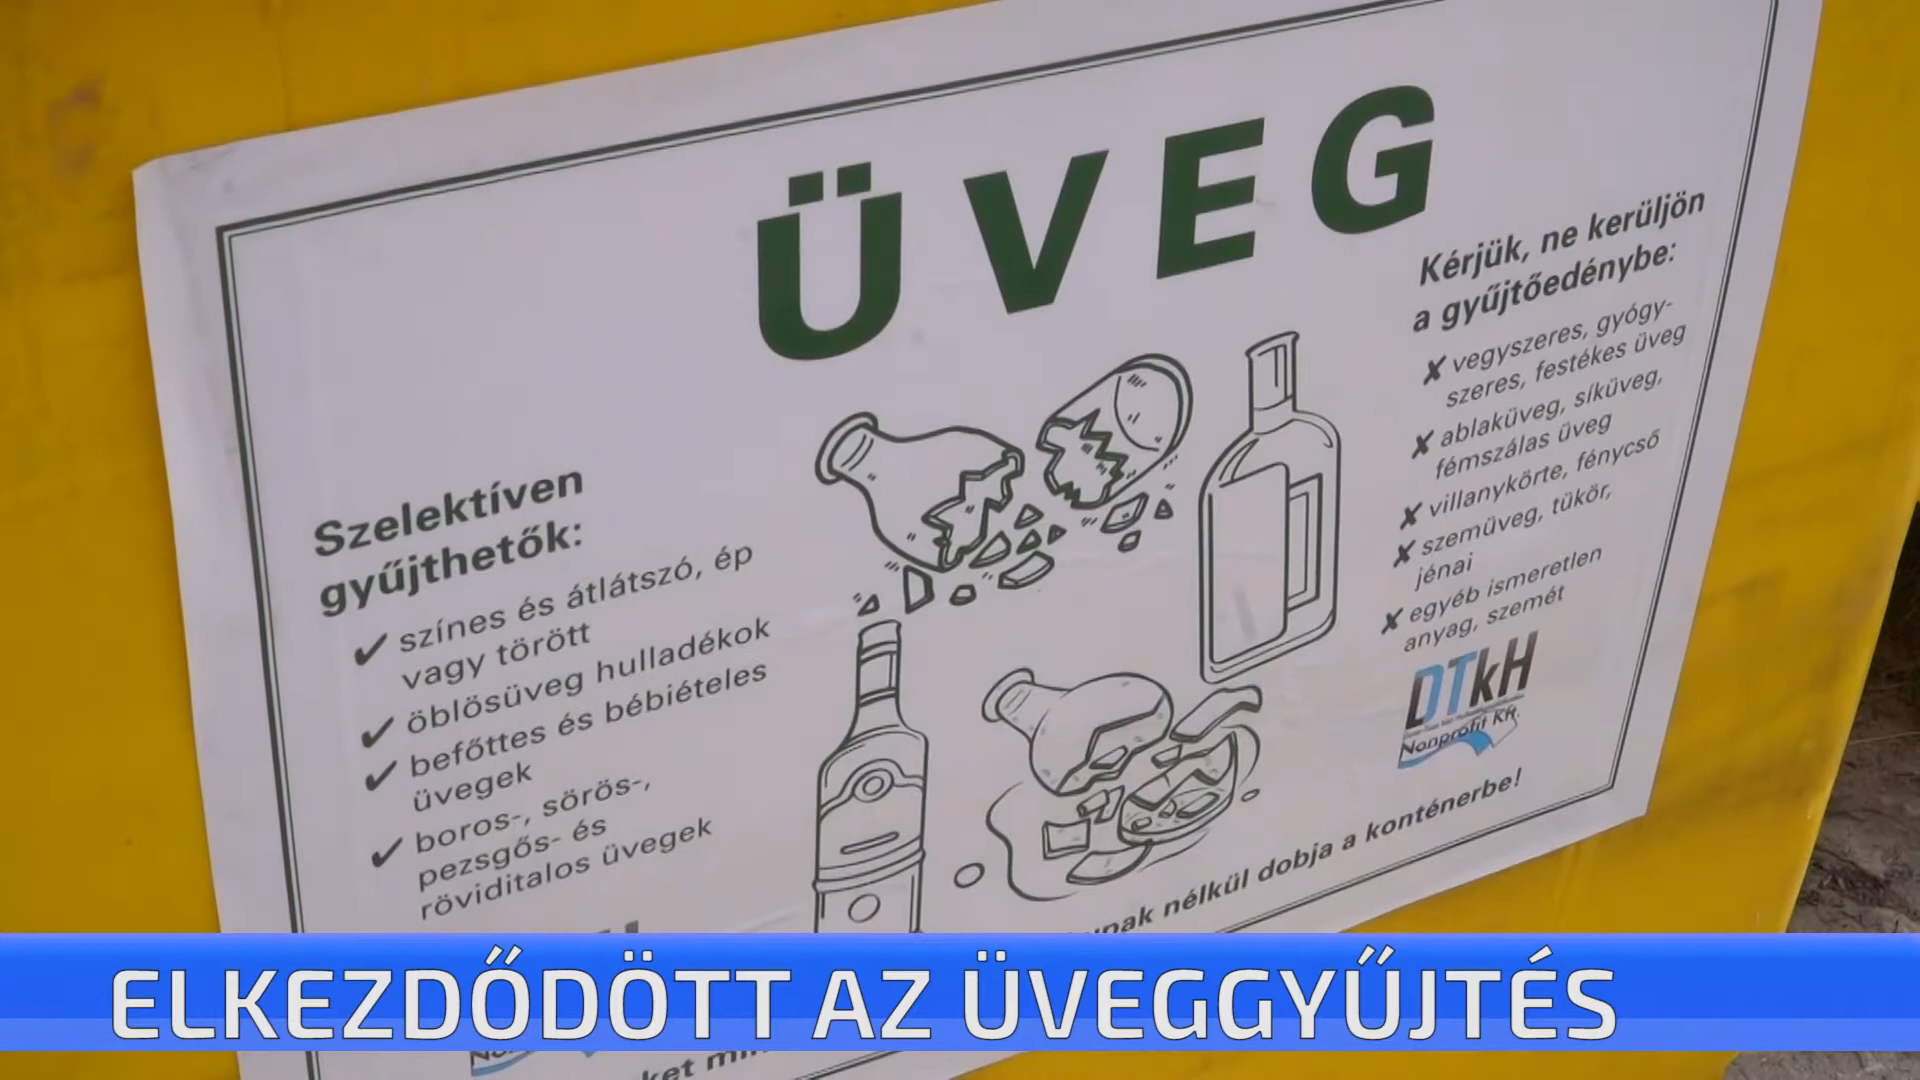 ÜVEG
Szelektíven
gyűjthetők:
✔ színes és átlátszó, ép
vagy törött
✔ öblösüveg hulladékok
✔ befőttes és bébiételes
üvegek
✔ boros-, sörös-,
pezsgős- és
röviditalos üvegek
Kérjük, ne kerüljön
a gyűjtőedénybe:
✘ vegyszeres, gyógy-
szeres, festékes üveg
✘ ablaküveg, síküveg,
fémszálas üveg
✘ villanykörte, fénycső
✘ szemüveg, tükör,
jénai
✘ egyéb ismeretlen
anyag, szemét
DTkH
Nonprofit Kft.
nélkül dobja a konténerbe!
ELKEZDŐDÖTT AZ ÜVEGGYŰJTÉS